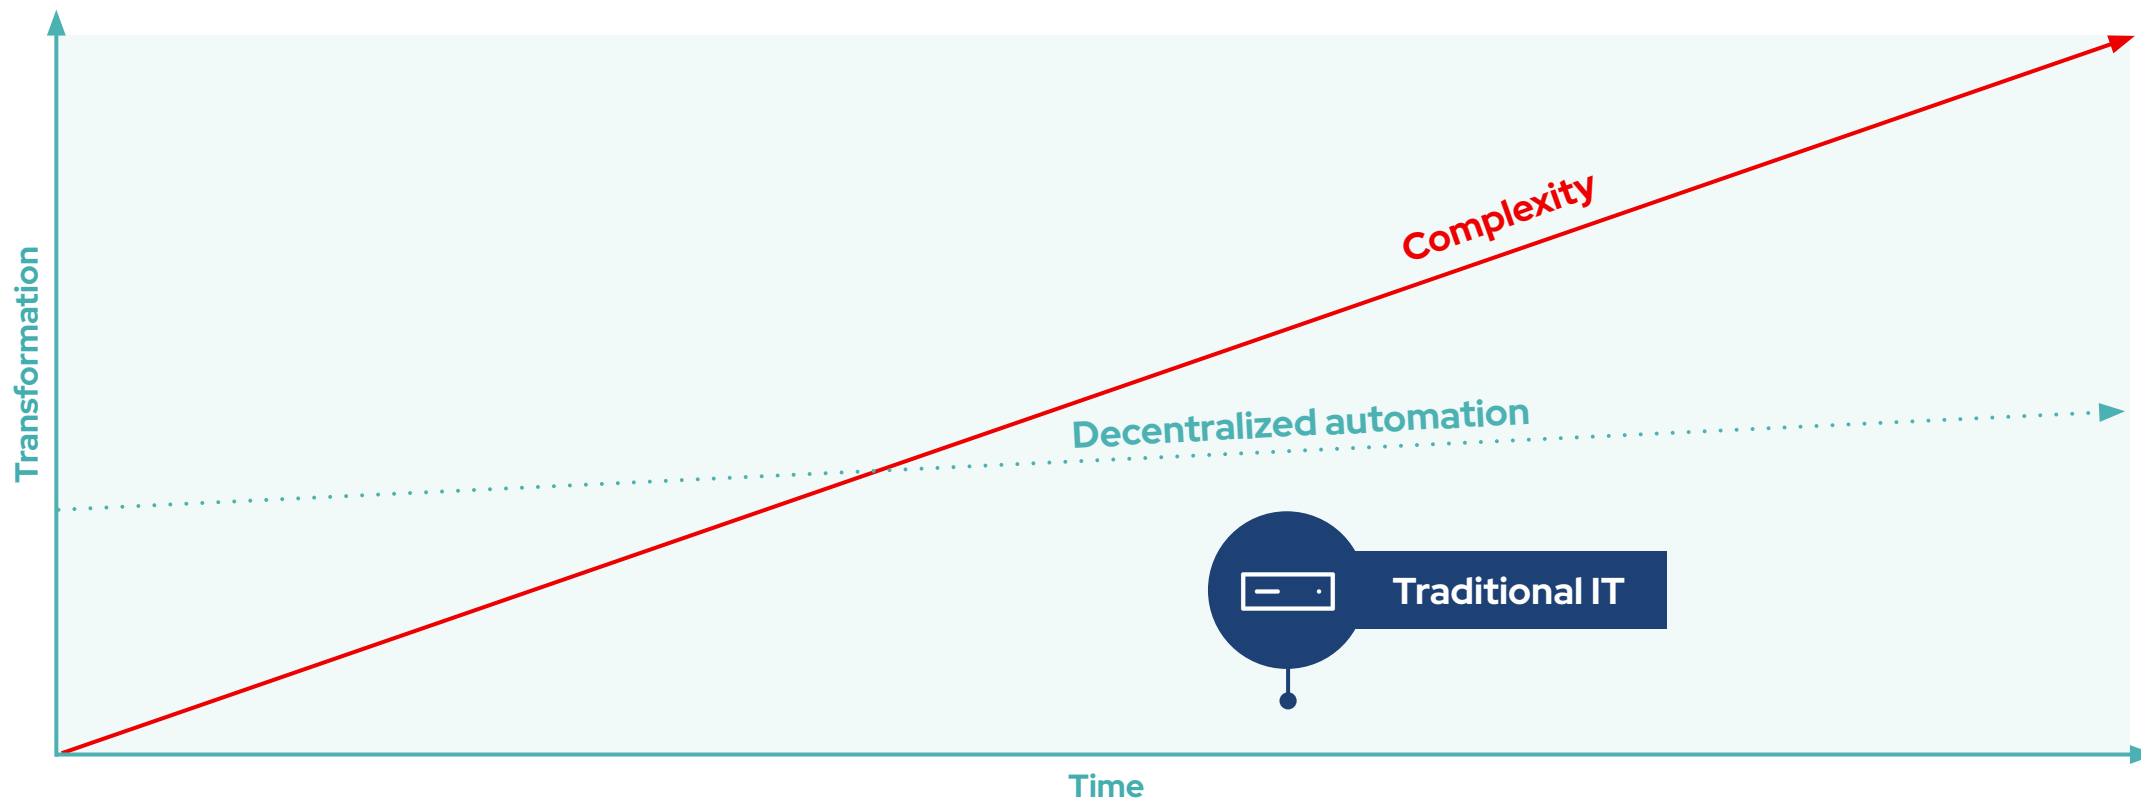 Complexity
Transformation
Decentralized automation
Traditional IT
Time